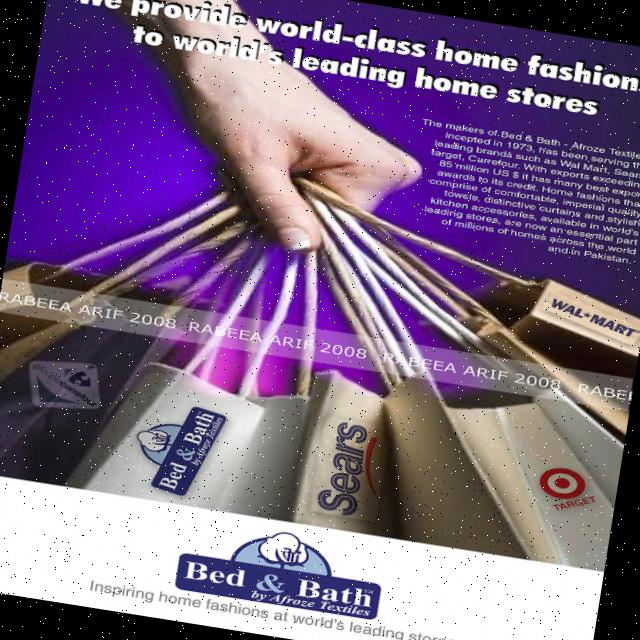 We provide world-class home fashion
to world's leading home stores
The makers of Bed & Bath - Afroze Textile
incepted in 1973, has been serving
leading brands such as Wal Mart, Sears
Target, Carrefour. With exports exceeding
85 million US $ it has many best export
awards to its credit. Home fashions that
comprise of comfortable, imperial quality
towels, distinctive curtains and stylish
kitchen accessories, available in world's
leading stores, are now an essential part
of millions of homes across the world
and in Pakistan.
WAL★MART
RABEEA ARIF 2008 RABEEA ARIF 2008 RABEEA ARIF 2008 RABE
Bed & Bath
by Afroze Textiles
Sears
TARGET
Bed & Bath
by Afroze Textiles
Inspiring home fashions at world's leading stores